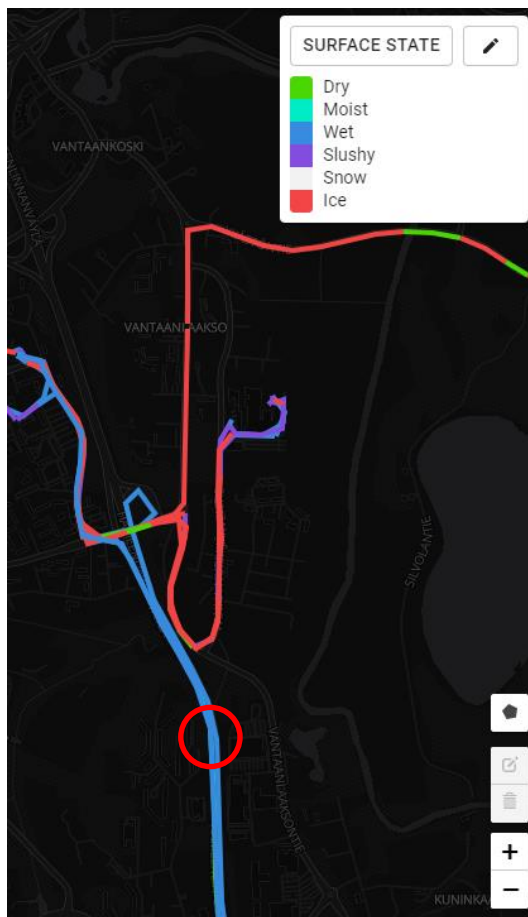 SURFACE STATE
Dry
Moist
Wet
Slushy
Snow
Ice
VANTAANKOSKI
VANTAANLAAKSO
SILVOLANTIE
VANTAANLAAKSONTIE
+
−